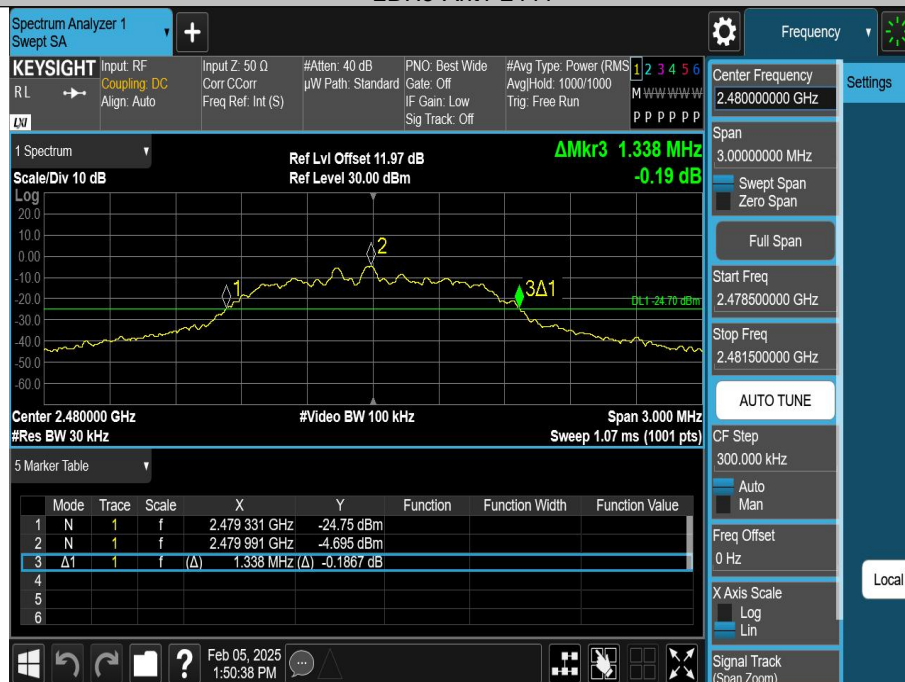 Spectrum Analyzer 1
Swept SA
+
Frequency
KEYSIGHT
RL
LXI
Input: RF
Coupling: DC
Align: Auto
Input Z: 50 Ω
Corr CCorr
Freq Ref: Int (S)
#Atten: 40 dB
µW Path: Standard
PNO: Best Wide
Gate: Off
IF Gain: Low
Sig Track: Off
#Avg Type: Power (RMS
Avg|Hold: 1000/1000
Trig: Free Run
1 2 3 4 5 6
M W W W W W
P P P P P P
1 Spectrum
Scale/Div 10 dB
Ref Lvl Offset 11.97 dB
Ref Level 30.00 dBm
ΔMkr3 1.338 MHz
-0.19 dB
Log
20.0
10.0
0.00
-10.0
-20.0
-30.0
-40.0
-50.0
-60.0
1
2
3Δ1
DL1 -24.70 dBm
Center 2.480000 GHz
#Video BW 100 kHz
Span 3.000 MHz
#Res BW 30 kHz
Sweep 1.07 ms (1001 pts)
5 Marker Table
Mode Trace Scale X Y Function Function Width Function Value
1 N 1 f 2.479 331 GHz -24.75 dBm
2 N 1 f 2.479 991 GHz -4.695 dBm
3 Δ1 1 f (Δ) 1.338 MHz (Δ) -0.1867 dB
4
5
6
Feb 05, 2025
1:50:38 PM
?
Center Frequency
2.480000000 GHz
Settings
Span
3.00000000 MHz
Swept Span
Zero Span
Full Span
Start Freq
2.478500000 GHz
Stop Freq
2.481500000 GHz
AUTO TUNE
CF Step
300.000 kHz
Auto
Man
Freq Offset
0 Hz
Local
X Axis Scale
Log
Lin
Signal Track
(Span Zoom)